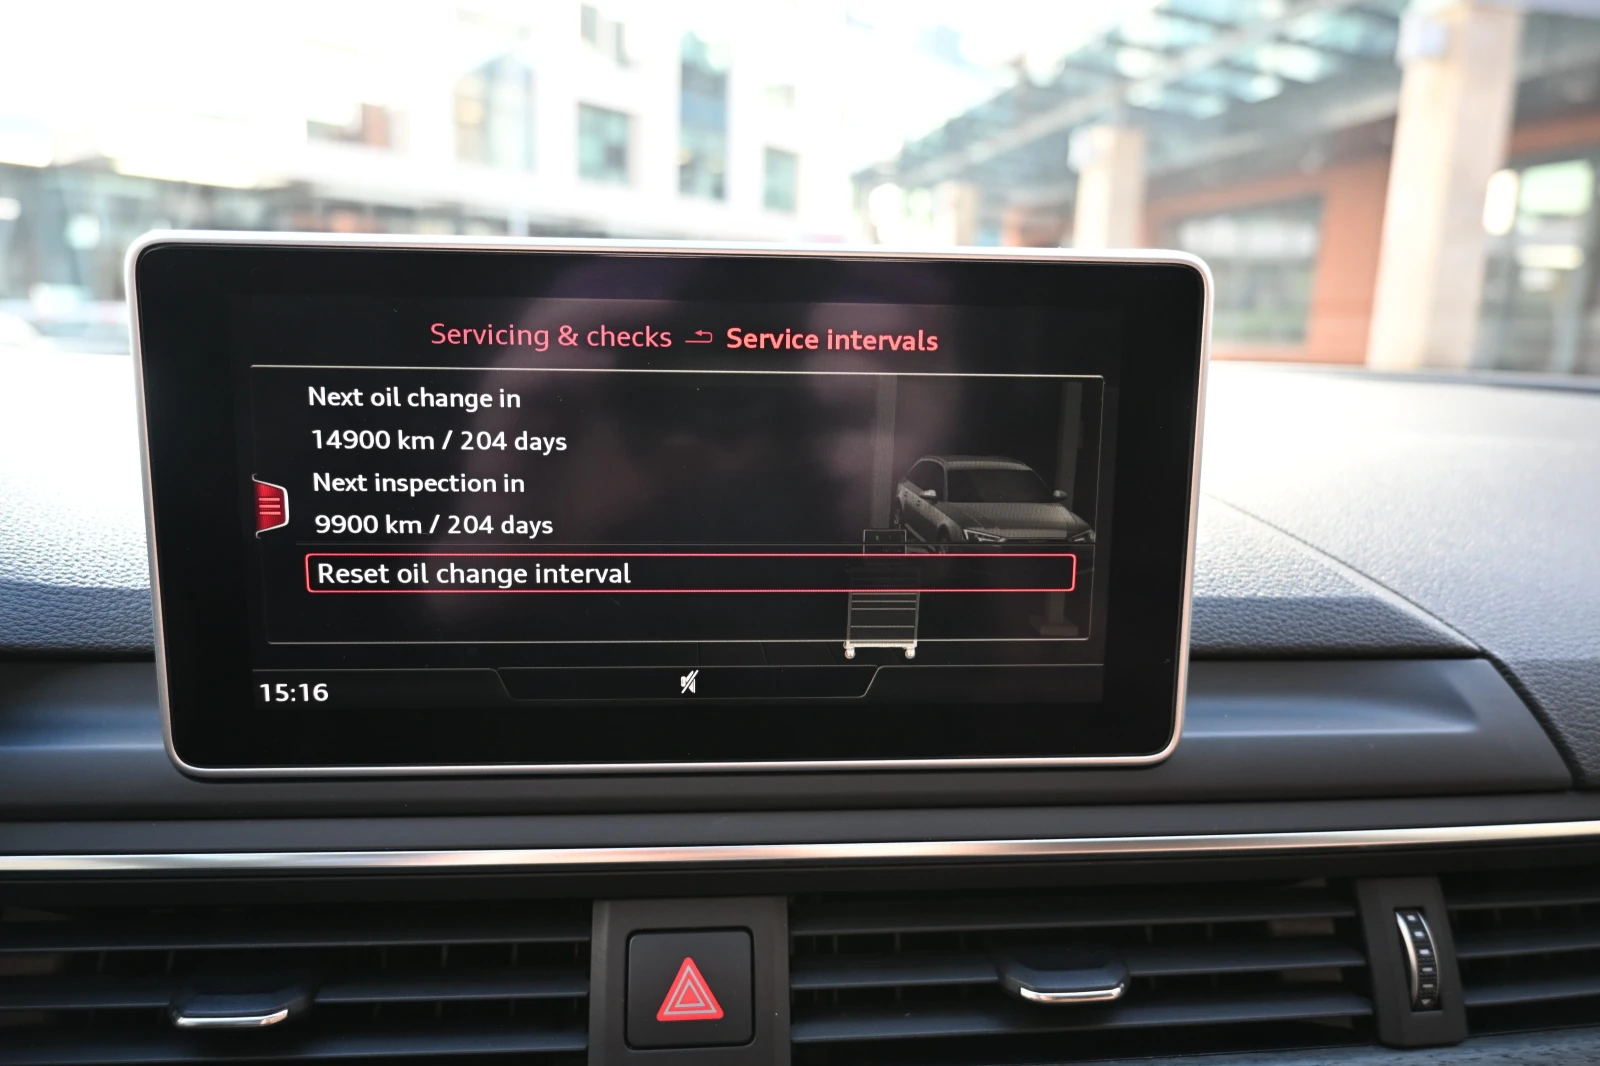 Servicing & checks Service intervals
Next oil change in
14900 km / 204 days
Next inspection in
9900 km / 204 days
Reset oil change interval
15:16